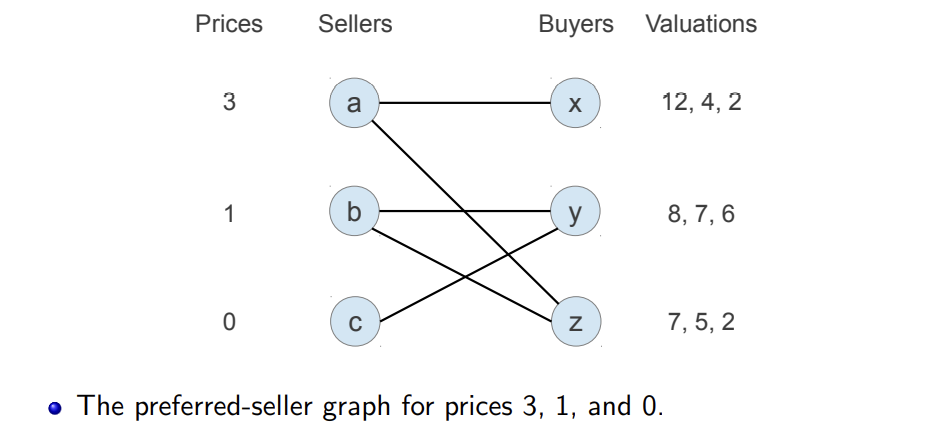 Prices Sellers Buyers Valuations
3 a x 12, 4, 2
1 b y 8, 7, 6
0 c z 7, 5, 2
The preferred-seller graph for prices 3, 1, and 0.